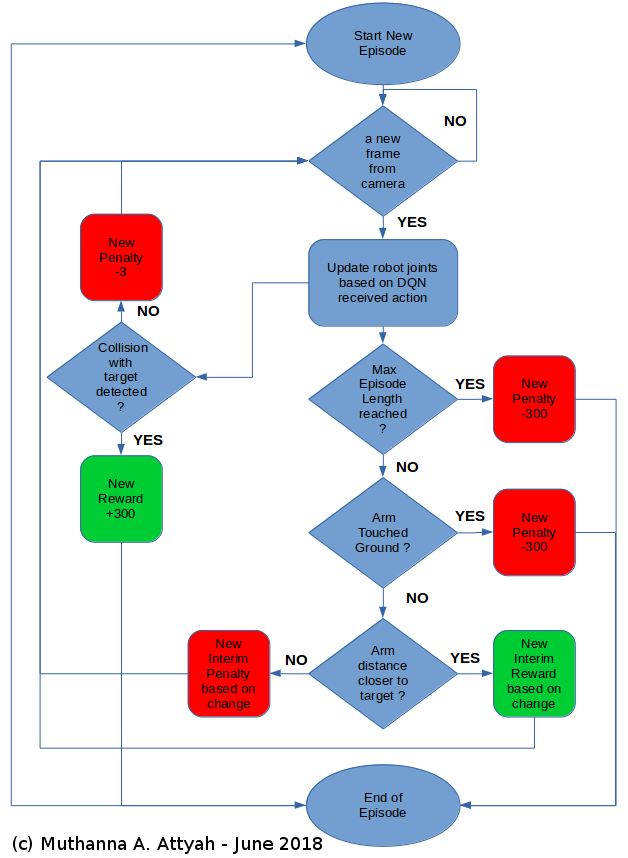 Start New
Episode
NO
a new
frame
from
camera
YES
New
Penalty
-3
Update robot joints
based on DQN
received action
NO
Collision
with
target
detected
?
Max
Episode
Length
reached
?
YES
New
Penalty
-300
YES
NO
New
Reward
+300
Arm
Touched
Ground ?
YES
New
Penalty
-300
NO
New
Interim
Penalty
based on
change
NO
Arm
distance
closer to
target ?
YES
New
Interim
Reward
based on
change
End of
Episode
(c) Muthanna A. Attyah - June 2018